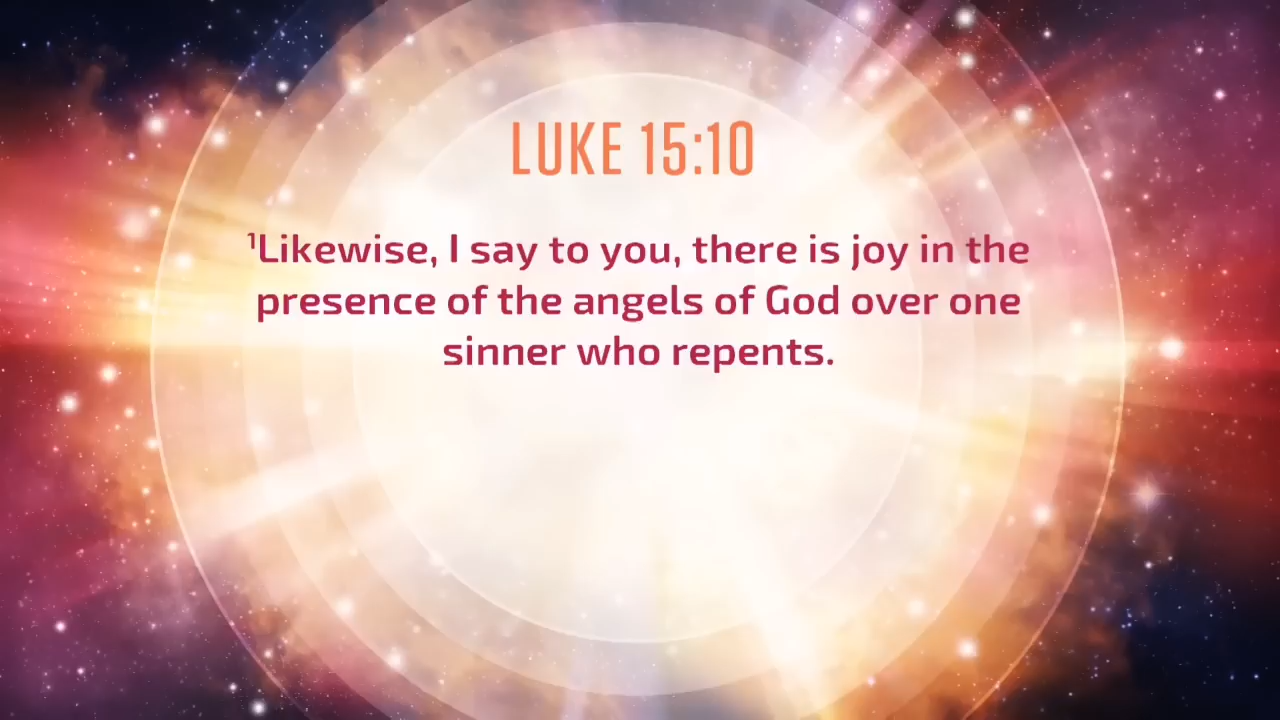 LUKE 15:10
¹Likewise, I say to you, there is joy in the
presence of the angels of God over one
sinner who repents.